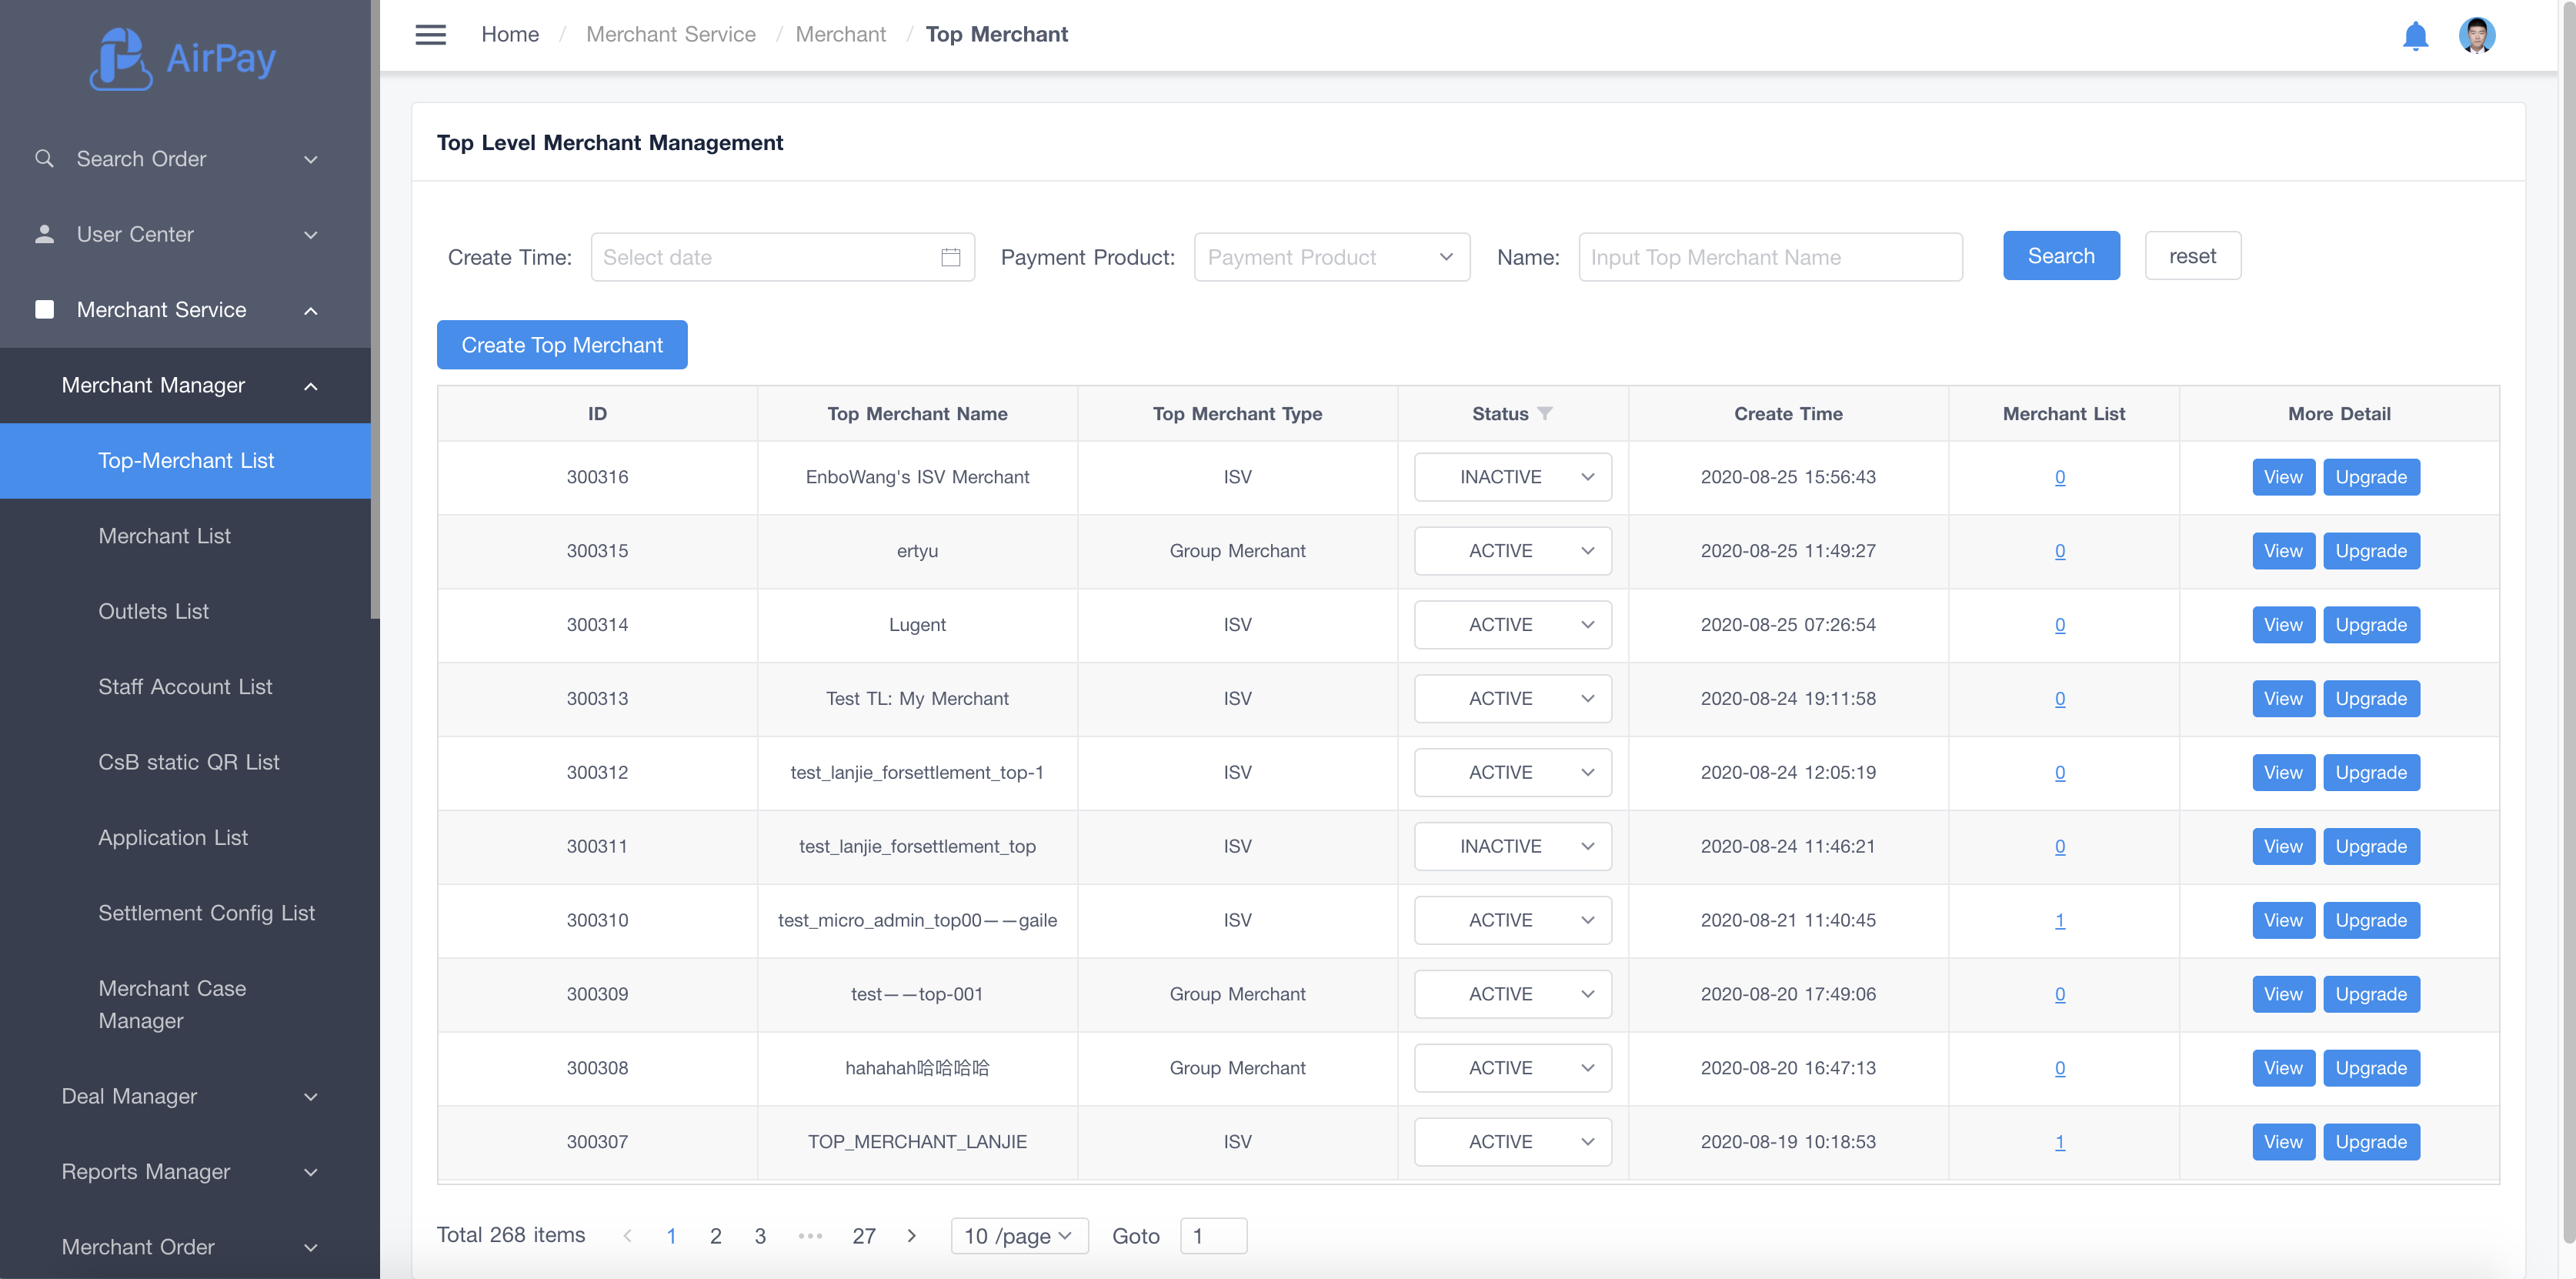 AirPay
Search Order
User Center
Merchant Service
Merchant Manager
Top-Merchant List
Merchant List
Outlets List
Staff Account List
CsB static QR List
Application List
Settlement Config List
Merchant Case
Manager
Deal Manager
Reports Manager
Merchant Order
Home / Merchant Service / Merchant / Top Merchant
Top Level Merchant Management
Create Time: Select date Payment Product: Payment Product Name: Input Top Merchant Name Search reset
Create Top Merchant
ID Top Merchant Name Top Merchant Type Status Create Time Merchant List More Detail
300316 EnboWang's ISV Merchant ISV INACTIVE 2020-08-25 15:56:43 0 View Upgrade
300315 ertyu Group Merchant ACTIVE 2020-08-25 11:49:27 0 View Upgrade
300314 Lugent ISV ACTIVE 2020-08-25 07:26:54 0 View Upgrade
300313 Test TL: My Merchant ISV ACTIVE 2020-08-24 19:11:58 0 View Upgrade
300312 test_lanjie_forsettlement_top-1 ISV ACTIVE 2020-08-24 12:05:19 0 View Upgrade
300311 test_lanjie_forsettlement_top ISV INACTIVE 2020-08-24 11:46:21 0 View Upgrade
300310 test_micro_admin_top00——gaile ISV ACTIVE 2020-08-21 11:40:45 1 View Upgrade
300309 test——top-001 Group Merchant ACTIVE 2020-08-20 17:49:06 0 View Upgrade
300308 hahahah哈哈哈哈 Group Merchant ACTIVE 2020-08-20 16:47:13 0 View Upgrade
300307 TOP_MERCHANT_LANJIE ISV ACTIVE 2020-08-19 10:18:53 1 View Upgrade
Total 268 items 1 2 3 ••• 27 10 /page Goto 1